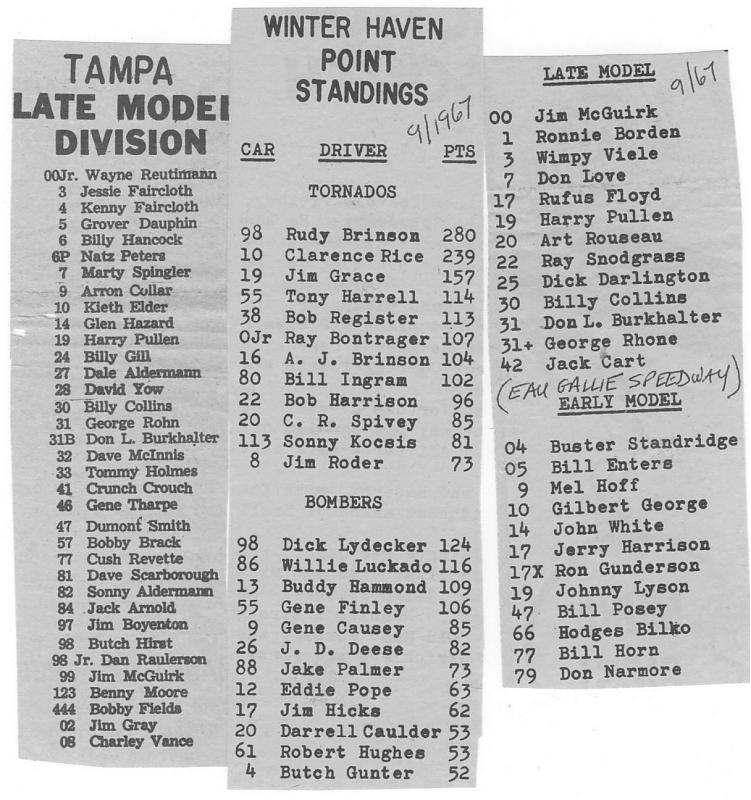 TAMPA
LATE MODEL
DIVISION
00Jr. Wayne Reutimann
3 Jessie Faircloth
4 Kenny Faircloth
5 Grover Dauphin
6 Billy Hancock
6P Natz Peters
7 Marty Spingler
9 Arron Collar
10 Kieth Elder
14 Glen Hazard
19 Harry Pullen
24 Billy Gill
27 Dale Aldermann
28 David Yow
30 Billy Collins
31 George Rohn
31B Don L. Burkhalter
32 Dave McInnis
33 Tommy Holmes
41 Crunch Crouch
46 Gene Tharpe
47 Dumont Smith
57 Bobby Brack
77 Cush Revette
81 Dave Scarborough
82 Sonny Aldermann
84 Jack Arnold
97 Jim Boyenton
98 Butch Hirst
98 Jr. Dan Raulerson
99 Jim McGuirk
123 Benny Moore
444 Bobby Fields
02 Jim Gray
08 Charley Vance
WINTER HAVEN
POINT
STANDINGS
9/1967
CAR DRIVER PTS
TORNADOS
98 Rudy Brinson 280
10 Clarence Rice 239
19 Jim Grace 157
55 Tony Harrell 114
38 Bob Register 113
0Jr Ray Bontrager 107
16 A. J. Brinson 104
80 Bill Ingram 102
22 Bob Harrison 96
20 C. R. Spivey 85
113 Sonny Kocsis 81
8 Jim Roder 73
BOMBERS
98 Dick Lydecker 124
86 Willie Luckado 116
13 Buddy Hammond 109
55 Gene Finley 106
9 Gene Causey 85
26 J. D. Deese 82
88 Jake Palmer 73
12 Eddie Pope 63
17 Jim Hicks 62
20 Darrell Caulder 53
61 Robert Hughes 53
4 Butch Gunter 52
LATE MODEL
9/67
00 Jim McGuirk
1 Ronnie Borden
3 Wimpy Viele
7 Don Love
17 Rufus Floyd
19 Harry Pullen
20 Art Rouseau
22 Ray Snodgrass
25 Dick Darlington
30 Billy Collins
31 Don L. Burkhalter
31+ George Rhone
42 Jack Cart
(EAU GALLIE SPEEDWAY)
EARLY MODEL
04 Buster Standridge
05 Bill Enters
9 Mel Hoff
10 Gilbert George
14 John White
17 Jerry Harrison
17X Ron Gunderson
19 Johnny Lyson
47 Bill Posey
66 Hodges Bilko
77 Bill Horn
79 Don Narmore